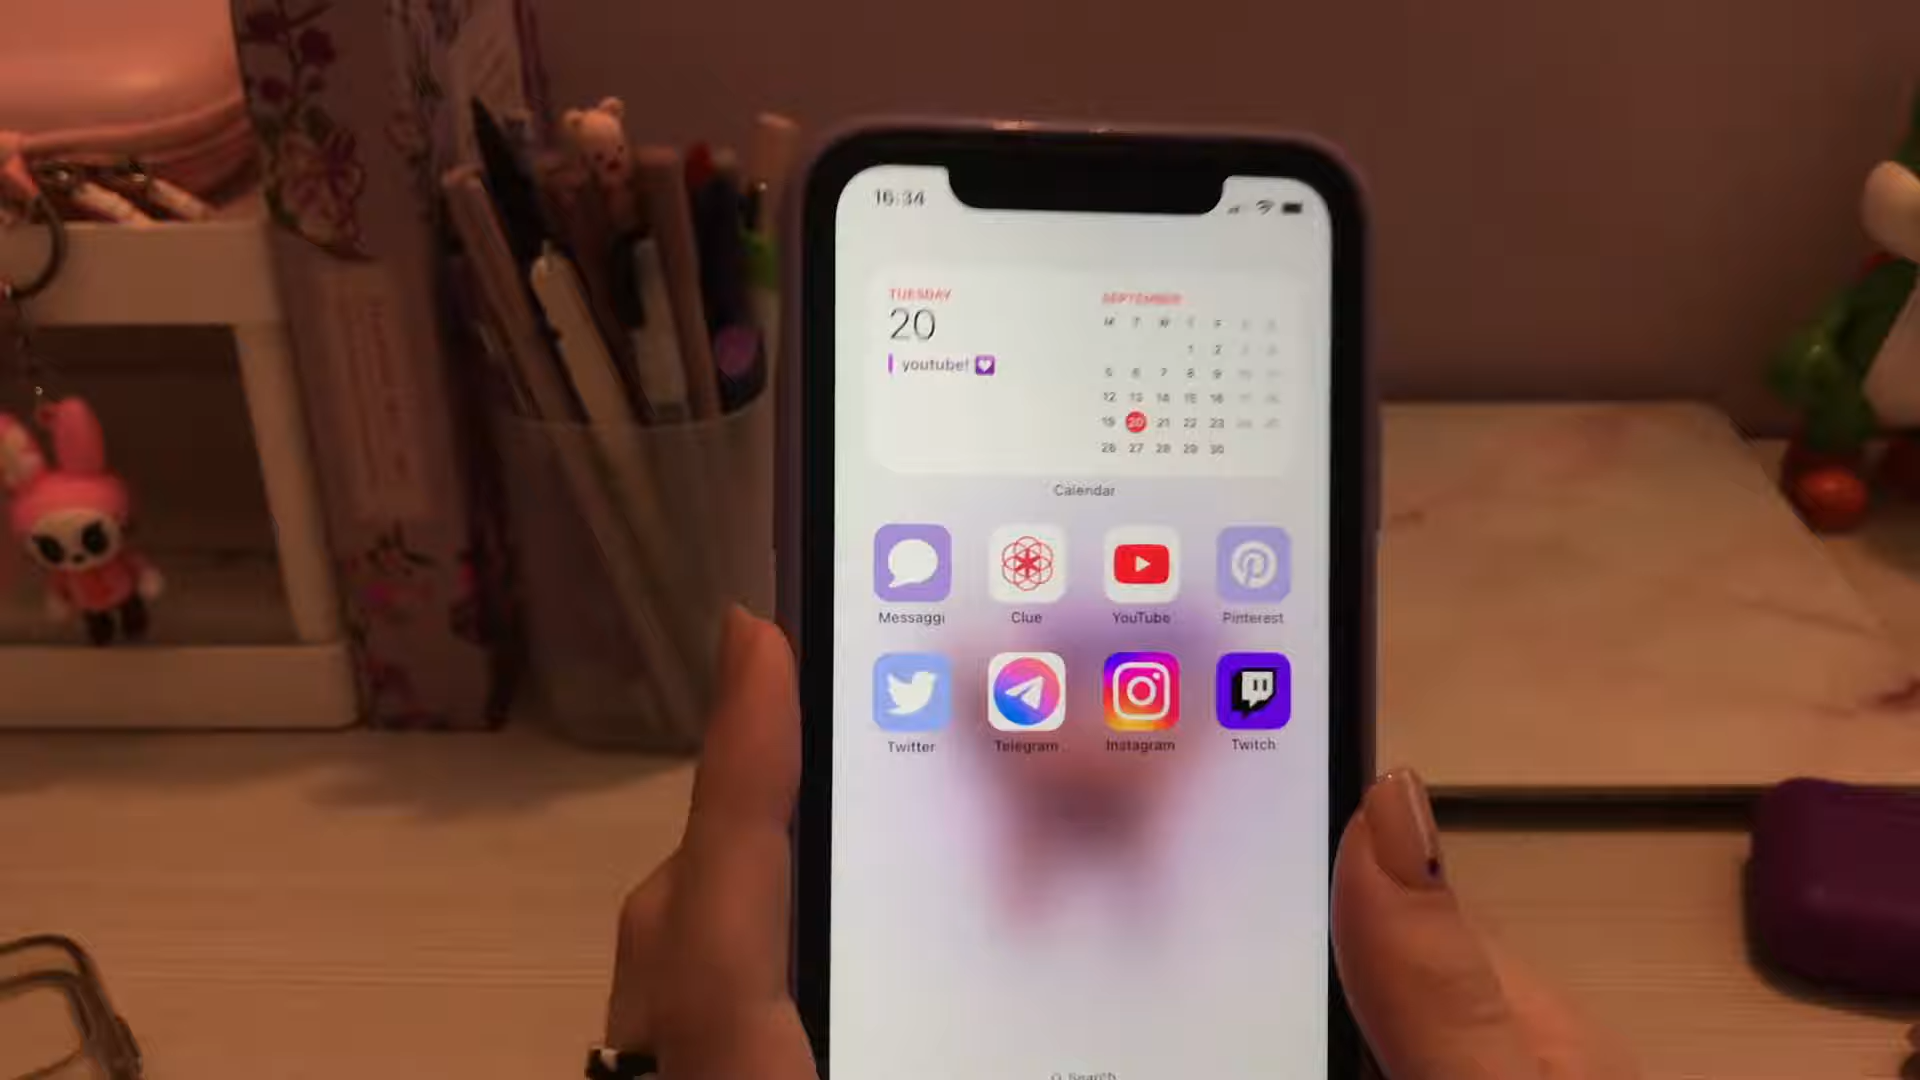 16:34
TUESDAY
20
youtube!
SEPTEMBER
M T W T F
1 2
5 6 7 8 9
12 13 14 15 16
19 20 21 22 23
26 27 28 29 30
Calendar
Messaggi Clue YouTube Pinterest
Twitter Telegram Instagram Twitch
Search